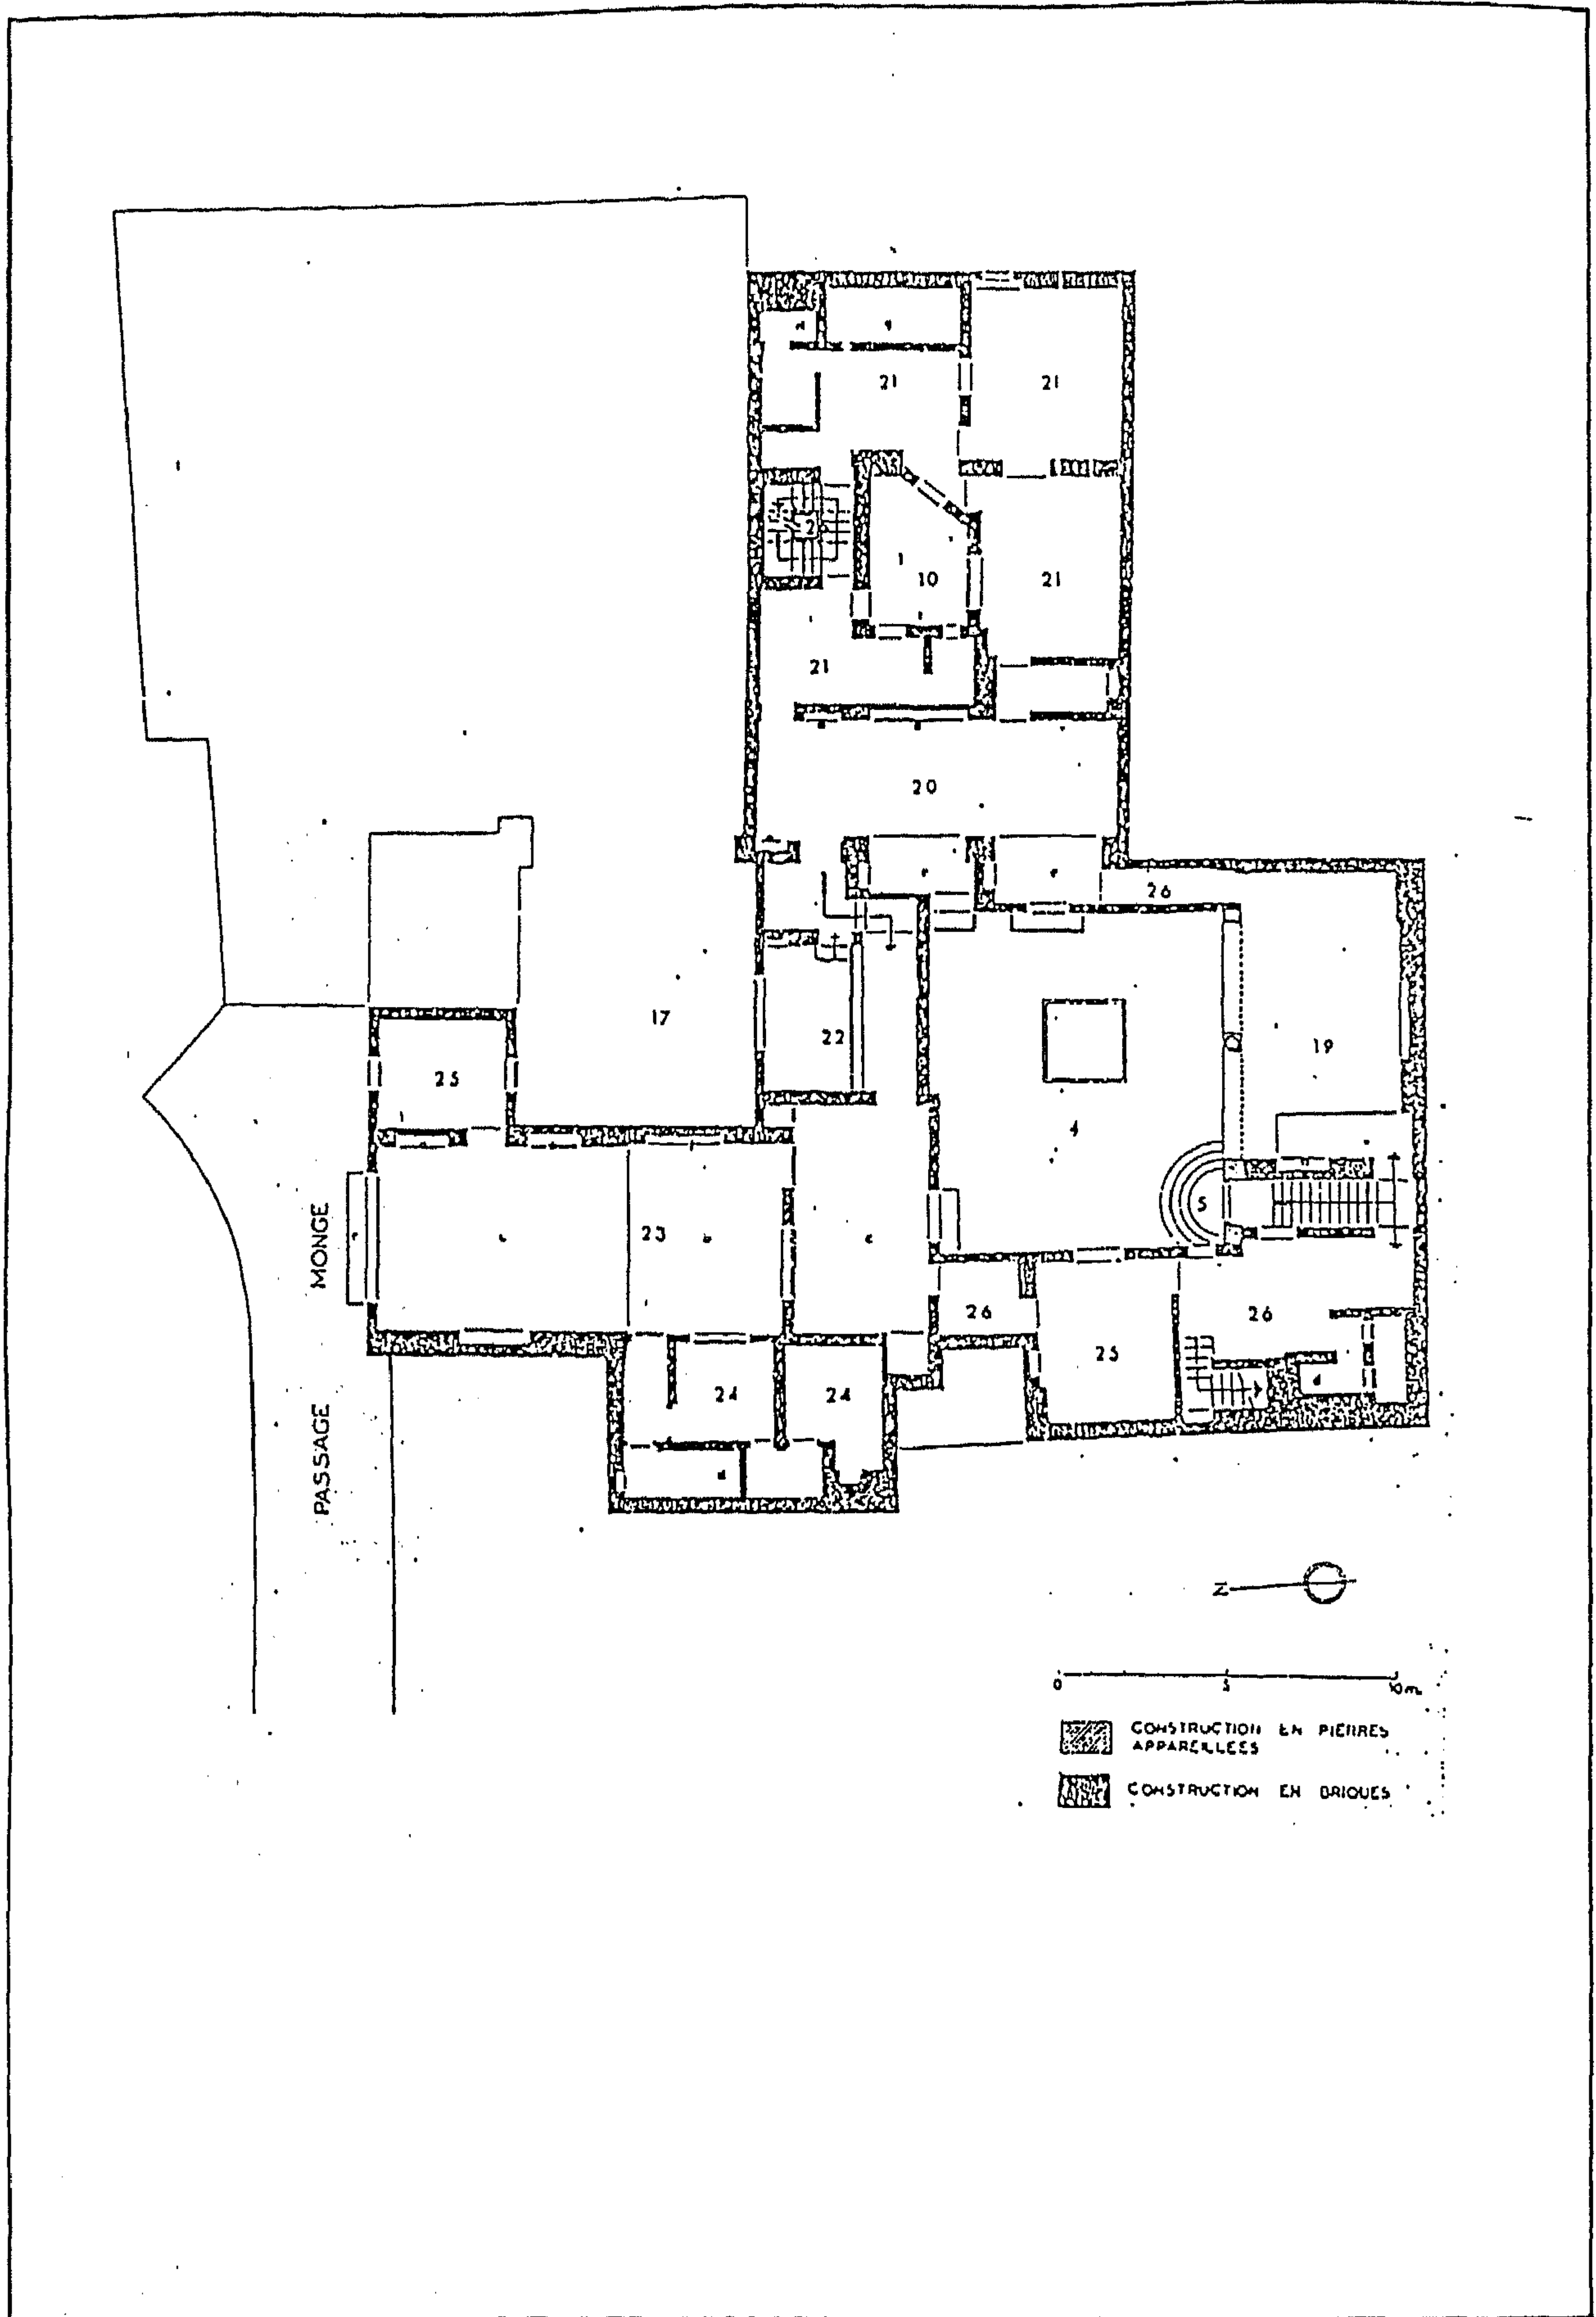 21
21
2
10
21
21
20
26
17
22
19
25
4
5
23
26
26
25
24
24
MONGE
PASSAGE
N
0 5 10m.
CONSTRUCTION EN PIERRES
APPAREILLEES
CONSTRUCTION EN BRIQUES